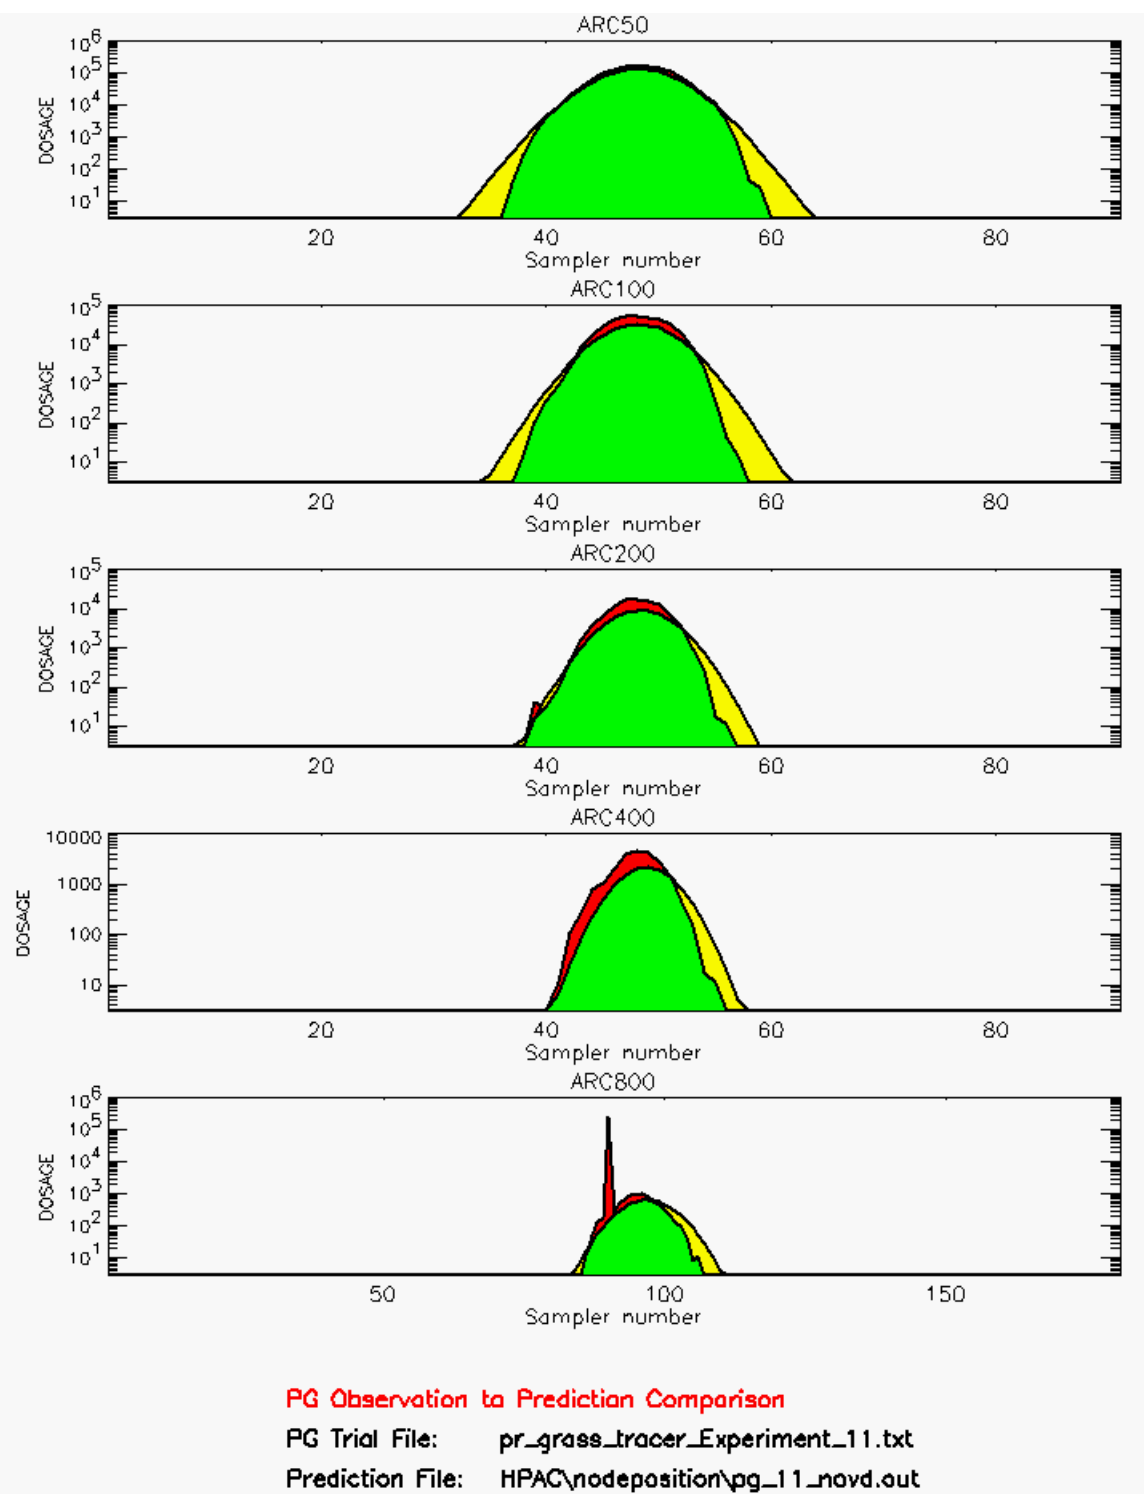 ARC50
10^6
10^5
10^4
10^3
10^2
10^1
DOSAGE
20 40 60 80
Sampler number
ARC100
10^5
10^4
10^3
10^2
10^1
DOSAGE
20 40 60 80
Sampler number
ARC200
10^5
10^4
10^3
10^2
10^1
DOSAGE
20 40 60 80
Sampler number
ARC400
10000
1000
100
10
DOSAGE
20 40 60 80
Sampler number
ARC800
10^6
10^5
10^4
10^3
10^2
10^1
DOSAGE
50 100 150
Sampler number
PG Observation to Prediction Comparison
PG Trial File: pr_grass_tracer_Experiment_11.txt
Prediction File: HPAC\nodeposition\pg_11_novd.out